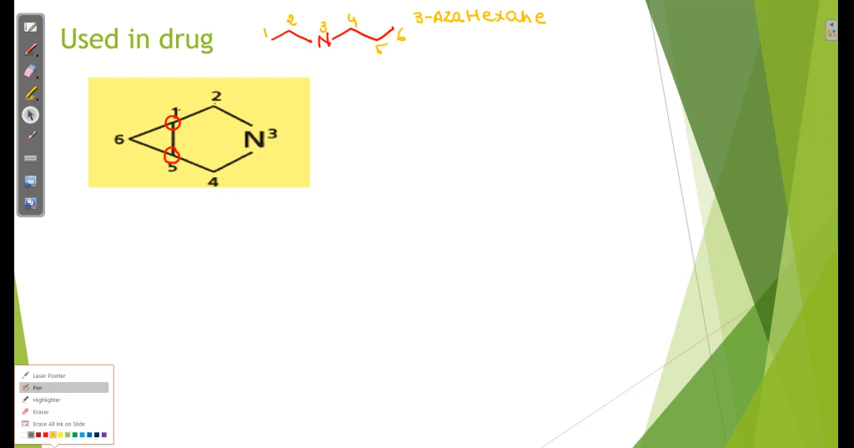 Used in drug
1 2 N 3 4 5 6 3-AzaHexane
1 2
6 N 3
5 4
Laser Pointer
Pen
Highlighter
Eraser
Erase All Ink on Slide